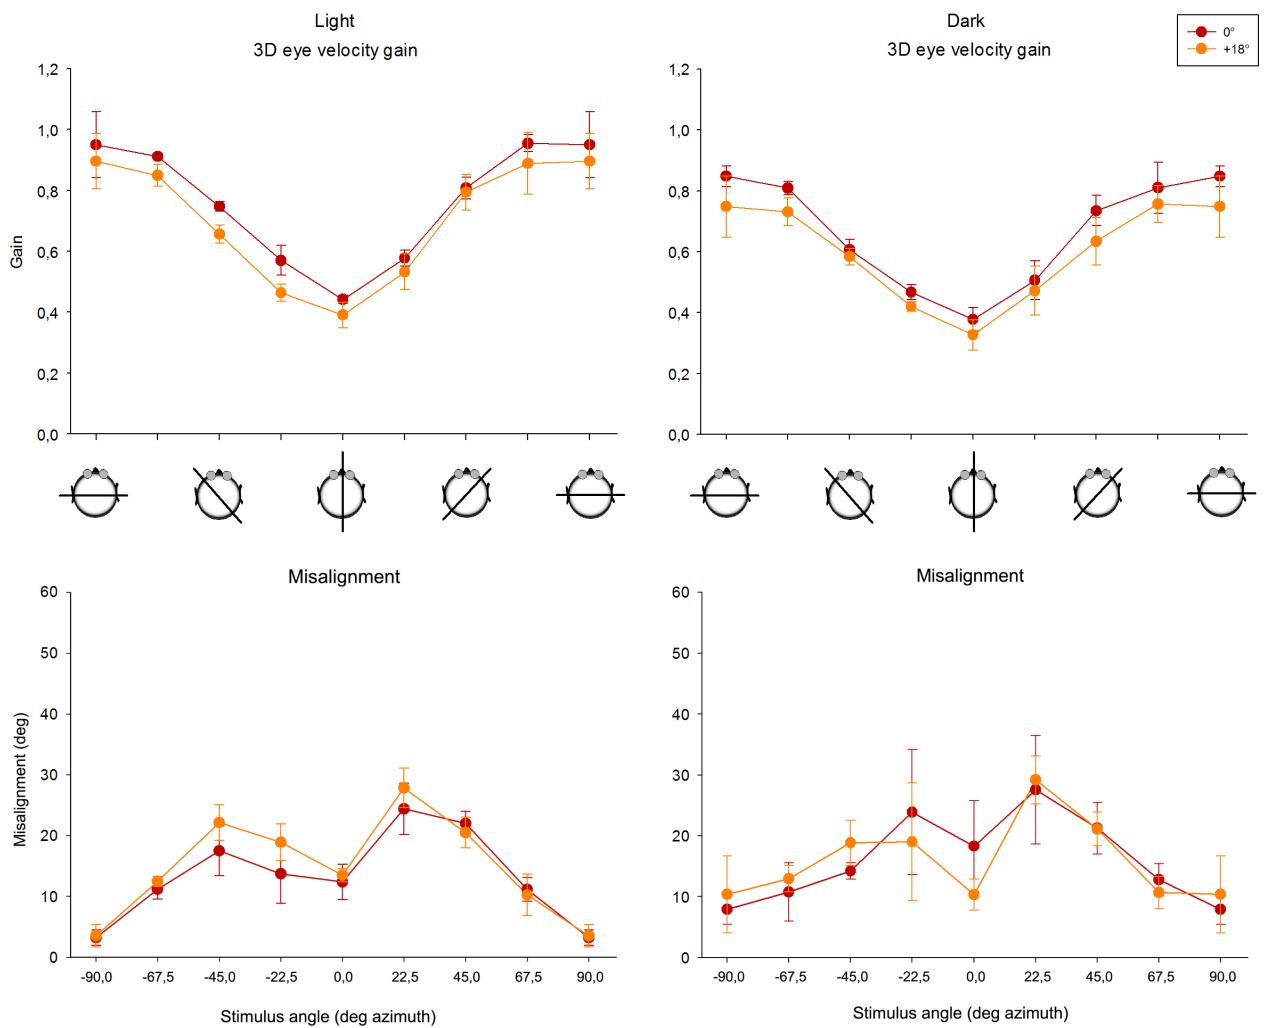 Light
3D eye velocity gain
Dark
3D eye velocity gain
0°
+18°
1,2
1,0
0,8
0,6
0,4
0,2
0,0
Gain
1,2
1,0
0,8
0,6
0,4
0,2
0,0
Misalignment
60
50
40
30
20
10
0
Misalignment (deg)
-90,0 -67,5 -45,0 -22,5 0,0 22,5 45,0 67,5 90,0
Stimulus angle (deg azimuth)
Misalignment
60
50
40
30
20
10
0
-90,0 -67,5 -45,0 -22,5 0,0 22,5 45,0 67,5 90,0
Stimulus angle (deg azimuth)